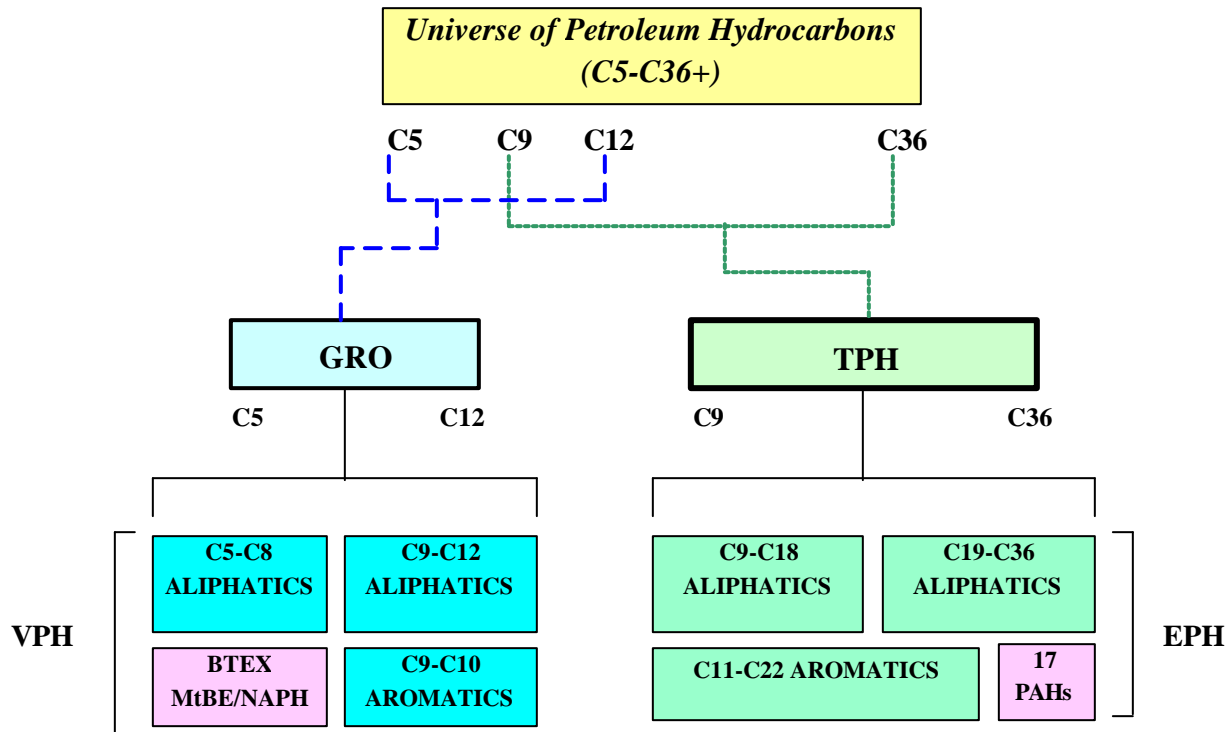 Universe of Petroleum Hydrocarbons
(C5-C36+)
C5 C9 C12 C36
GRO TPH
C5 C12 C9 C36
VPH
C5-C8
ALIPHATICS
C9-C12
ALIPHATICS
BTEX
MtBE/NAPH
C9-C10
AROMATICS
C9-C18
ALIPHATICS
C19-C36
ALIPHATICS
C11-C22 AROMATICS
17
PAHs
EPH